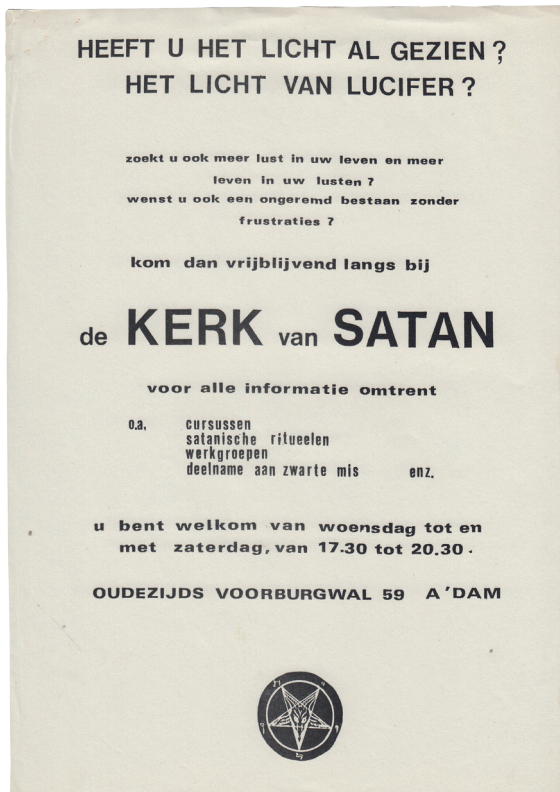 HEEFT U HET LICHT AL GEZIEN?
HET LICHT VAN LUCIFER?
zoekt u ook meer lust in uw leven en meer
leven in uw lusten ?
wenst u ook een ongeremd bestaan zonder
frustraties ?
kom dan vrijblijvend langs bij
de KERK van SATAN
voor alle informatie omtrent
o.a. cursussen
satanische ritueelen
werkgroepen
deelname aan zwarte mis enz.
u bent welkom van woensdag tot en
met zaterdag, van 17.30 tot 20.30.
OUDEZIJDS VOORBURGWAL 59 A'DAM